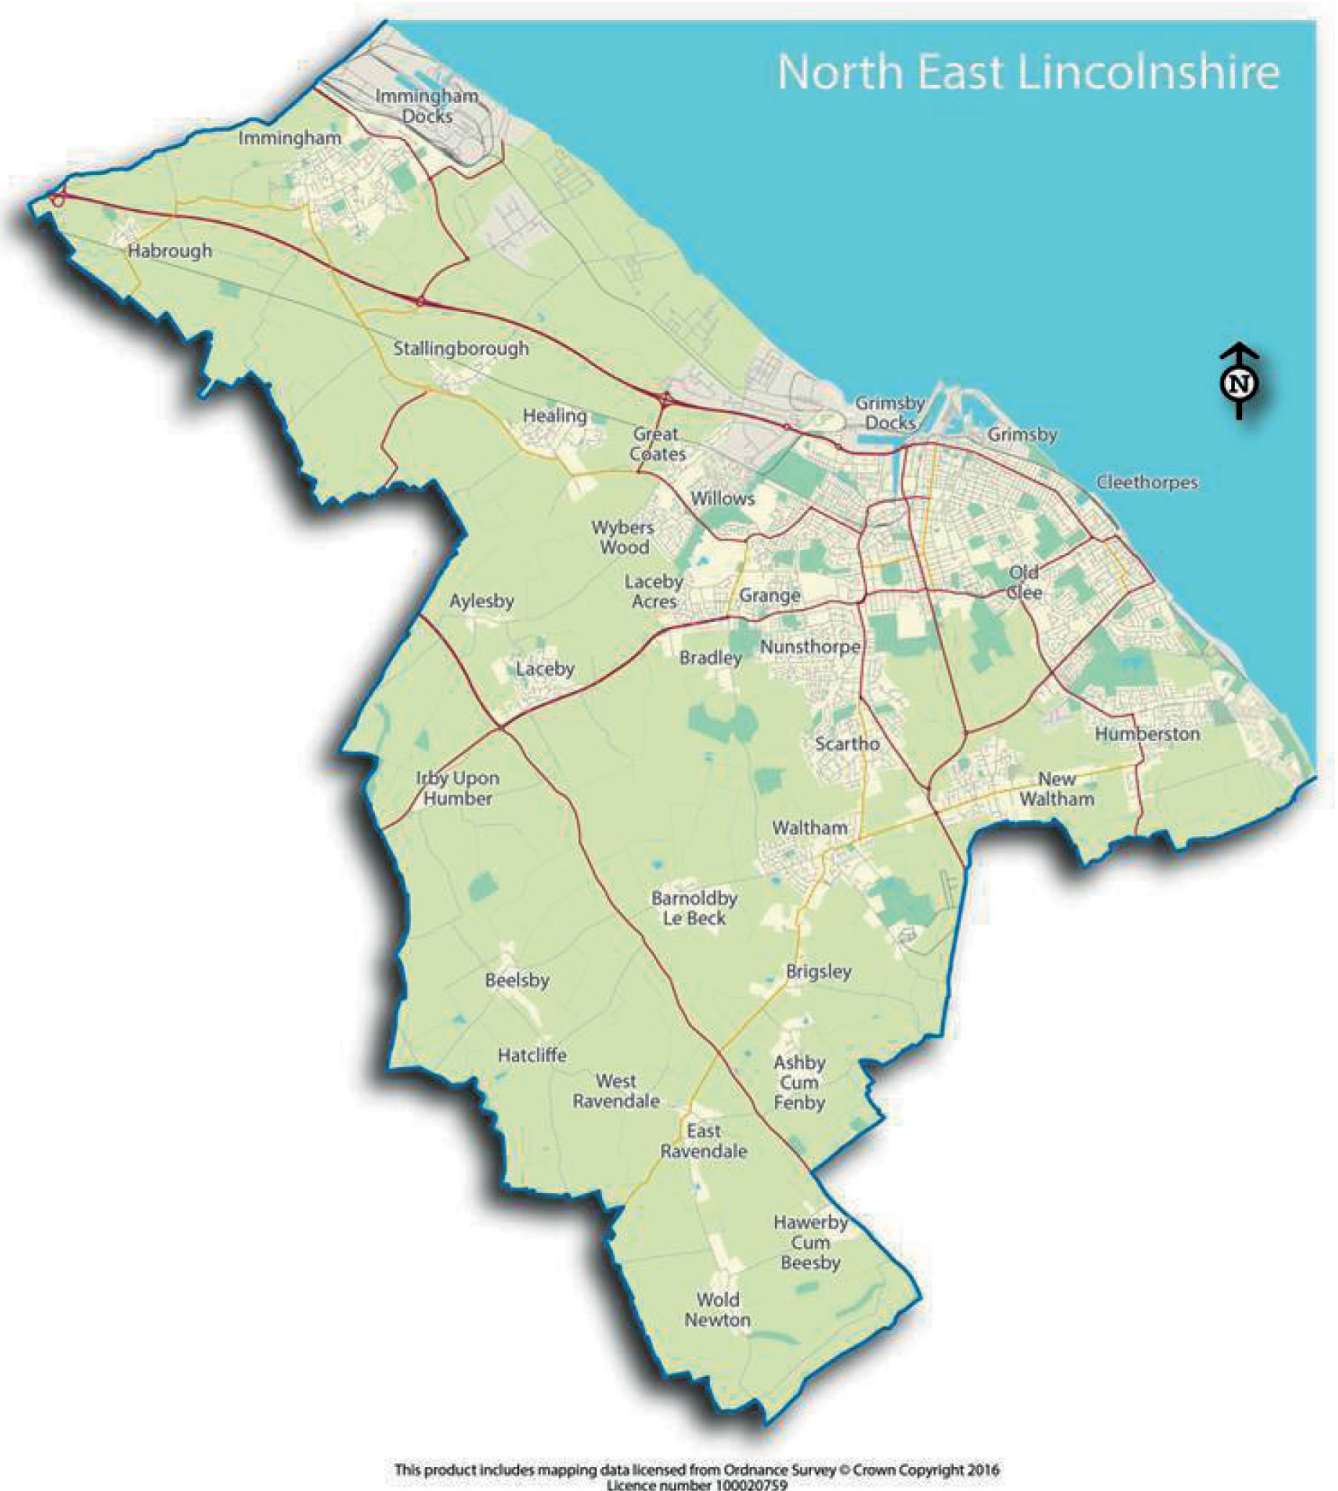 North East Lincolnshire
Immingham
Docks
Immingham
Habrough
N
Stallingborough
Healing
Grimsby
Docks
Great
Coates
Grimsby
Cleethorpes
Willows
Wybers
Wood
Laceby
Acres
Old
Clee
Aylesby
Grange
Nunsthorpe
Bradley
Laceby
Scartho
Humberston
Irby Upon
Humber
New
Waltham
Waltham
Barnoldby
Le Beck
Beelsby
Brigsley
Hatcliffe
Ashby
Cum
Fenby
West
Ravendale
East
Ravendale
Hawerby
Cum
Beesby
Wold
Newton
This product includes mapping data licensed from Ordnance Survey © Crown Copyright 2016
Licence number 100020759